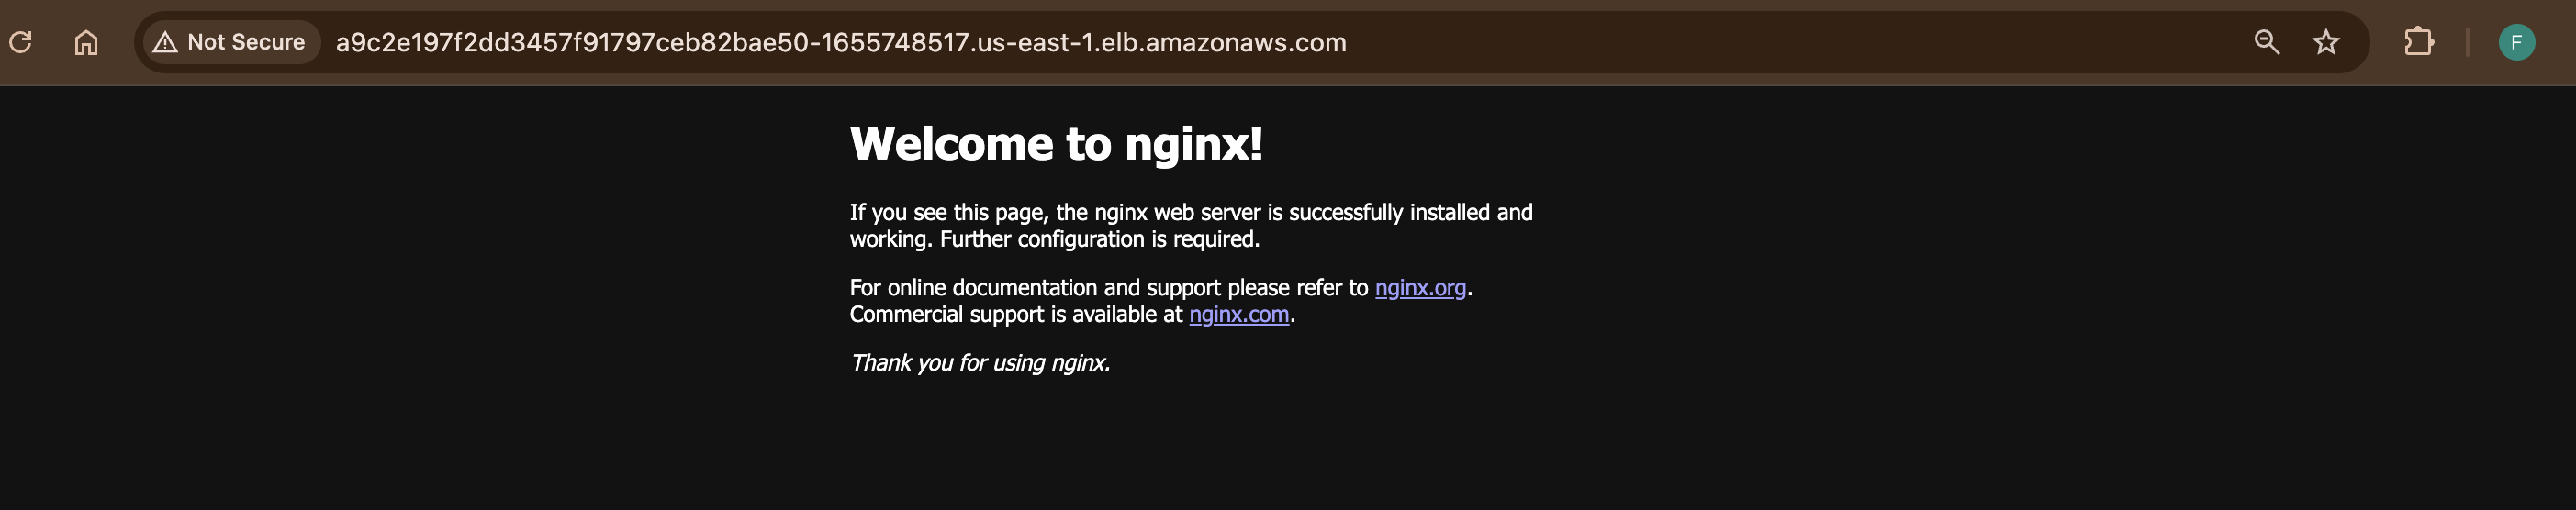 Not Secure a9c2e197f2dd3457f91797ceb82bae50-1655748517.us-east-1.elb.amazonaws.com F
Welcome to nginx!
If you see this page, the nginx web server is successfully installed and
working. Further configuration is required.
For online documentation and support please refer to nginx.org.
Commercial support is available at nginx.com.
Thank you for using nginx.